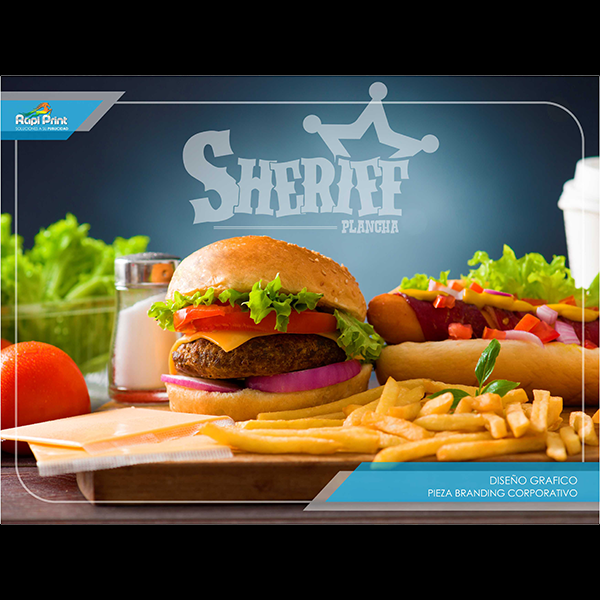 Rapi Print
SOLUCIONES A SU PUBLICIDAD
SHERIFF
PLANCHA
DISEÑO GRAFICO
PIEZA BRANDING CORPORATIVO